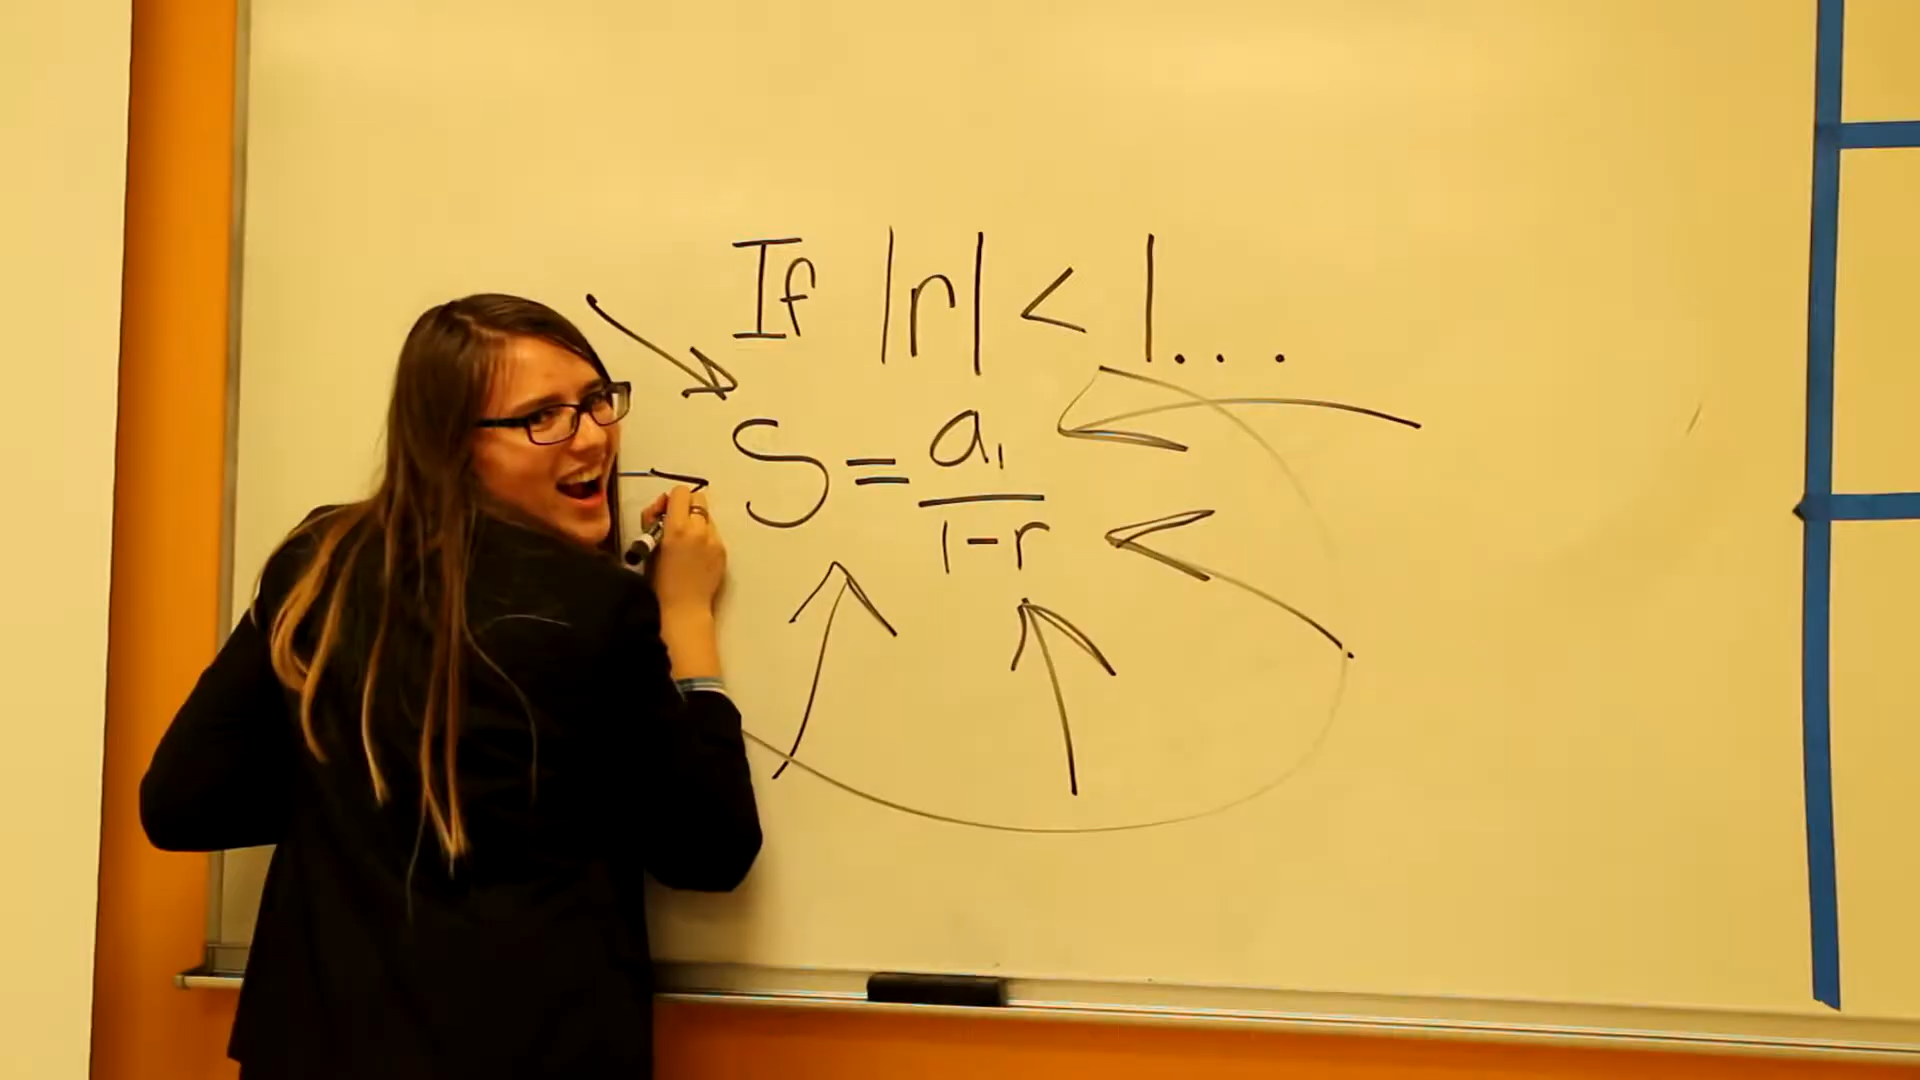 If |r| < 1...
S = a₁
1-r